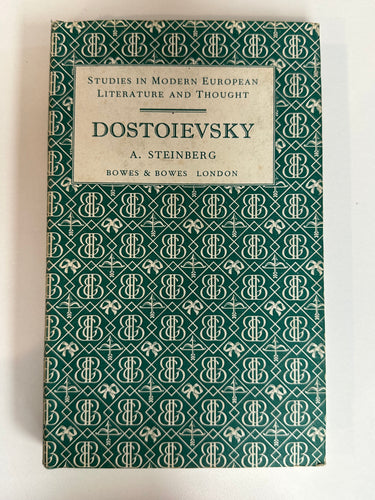 STUDIES IN MODERN EUROPEAN
LITERATURE AND THOUGHT
DOSTOIEVSKY
A. STEINBERG
BOWES & BOWES LONDON